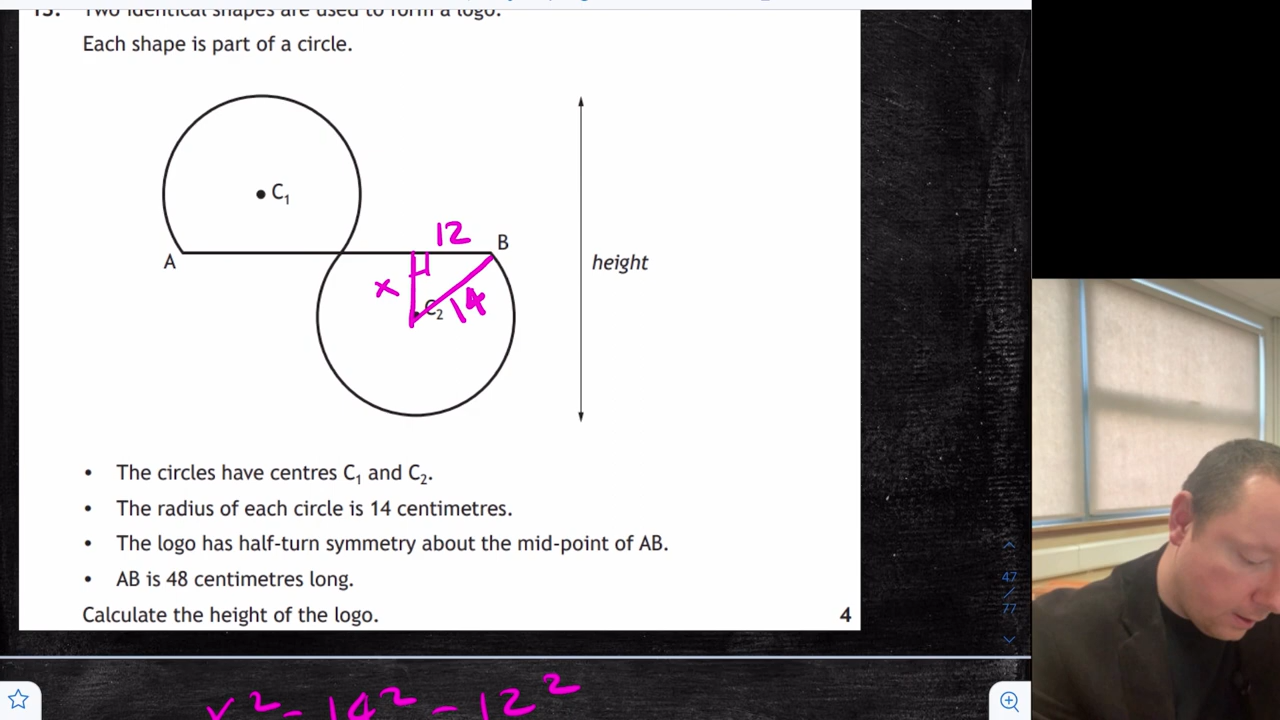 13. Two identical shapes are used to form a logo.
Each shape is part of a circle.
C₁
12
A
B
height
x
C₂
14
• The circles have centres C₁ and C₂.
• The radius of each circle is 14 centimetres.
• The logo has half-turn symmetry about the mid-point of AB.
• AB is 48 centimetres long.
Calculate the height of the logo. 4
47
/
77
x² = 14² − 12²